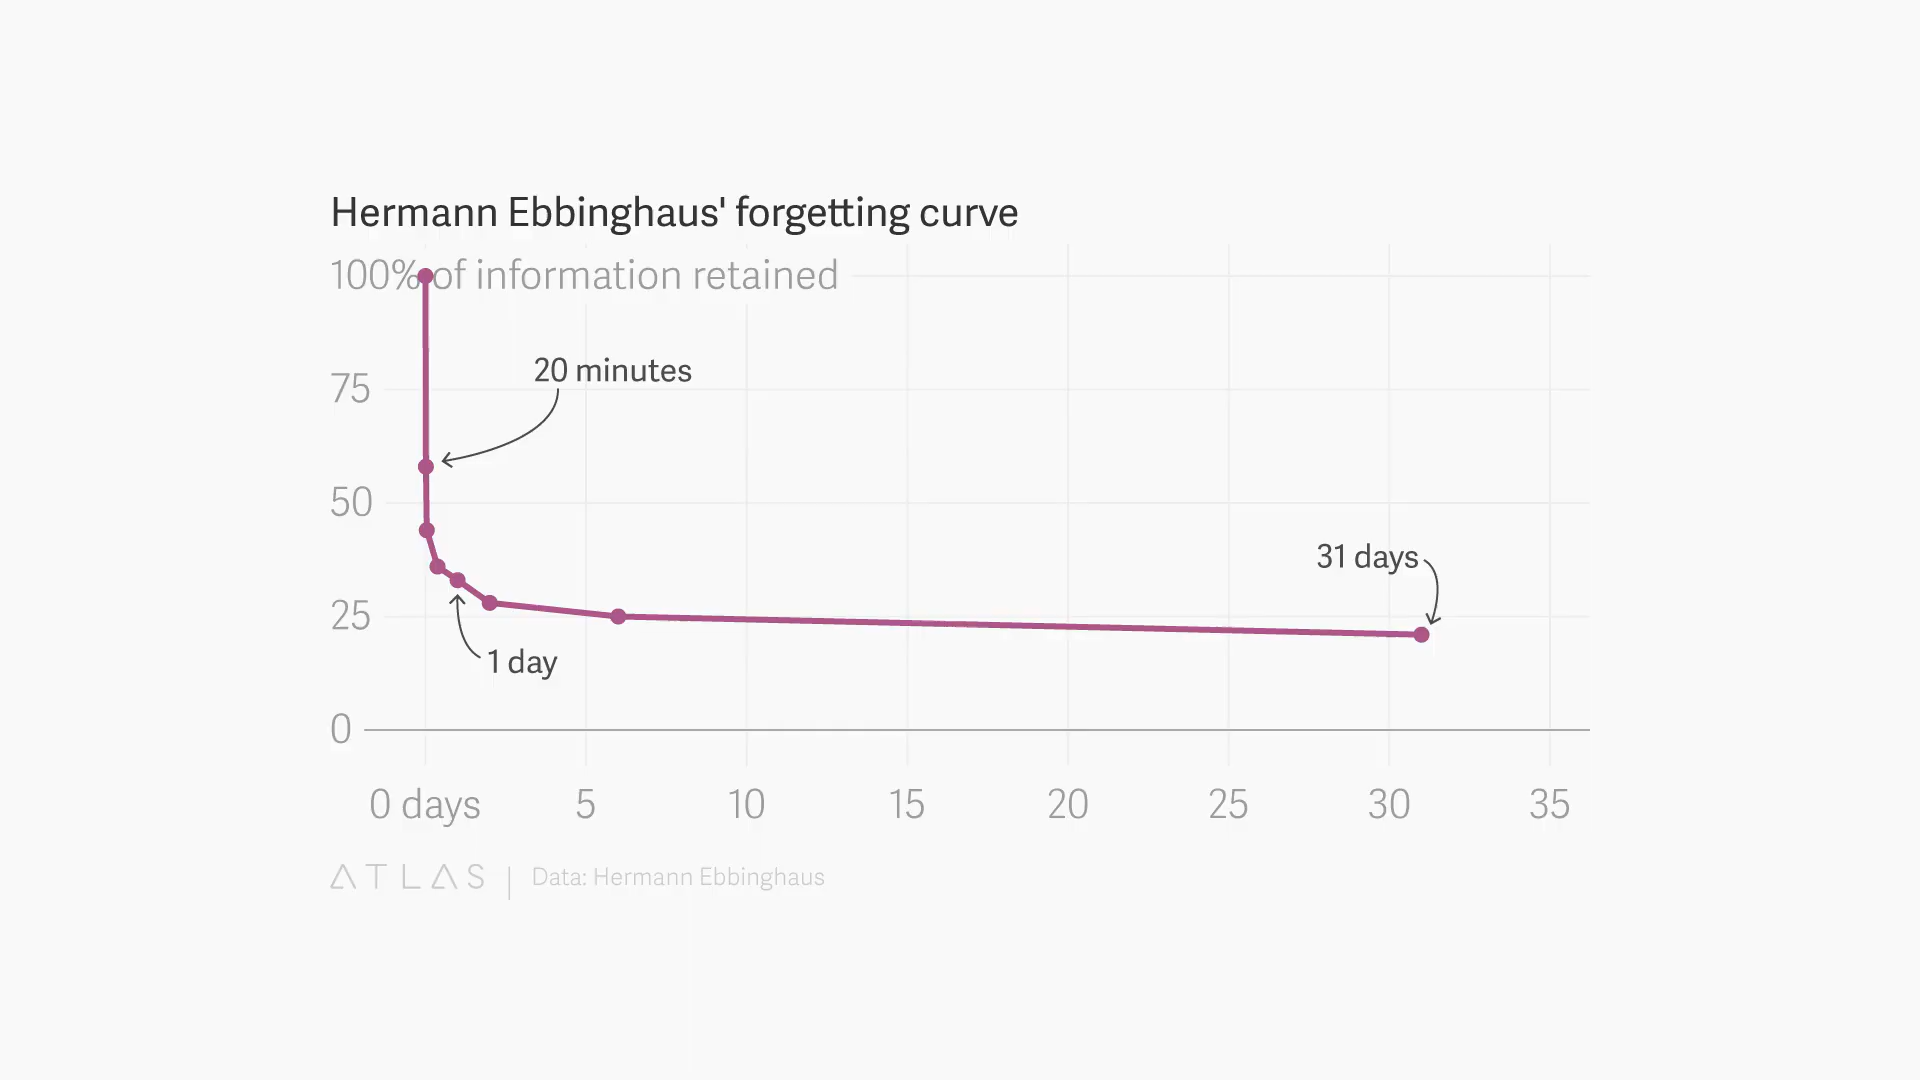 Hermann Ebbinghaus' forgetting curve
100% of information retained
20 minutes
75
50
31 days
25
1 day
0
0 days 5 10 15 20 25 30 35
ATLAS | Data: Hermann Ebbinghaus